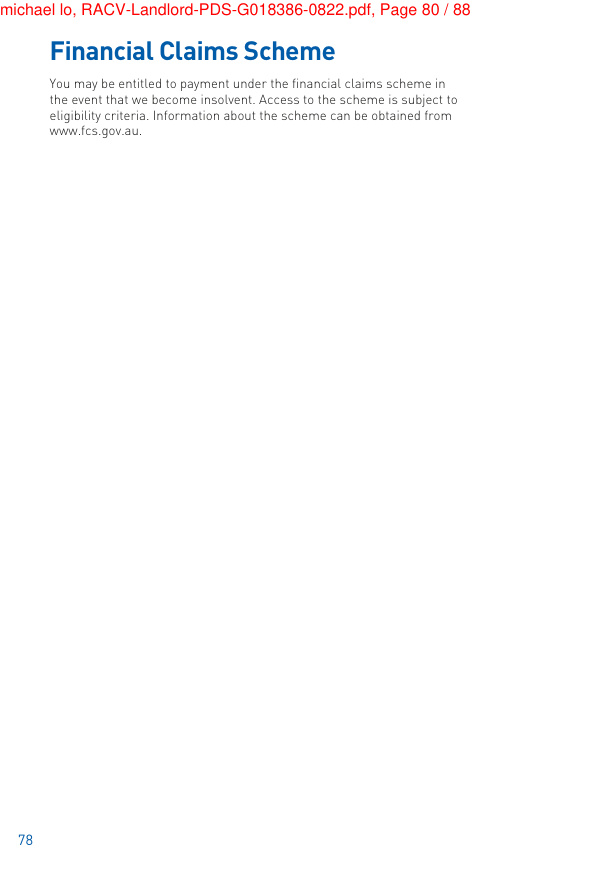 michael lo, RACV-Landlord-PDS-G018386-0822.pdf, Page 80 / 88
Financial Claims Scheme
You may be entitled to payment under the financial claims scheme in
the event that we become insolvent. Access to the scheme is subject to
eligibility criteria. Information about the scheme can be obtained from
www.fcs.gov.au.
78